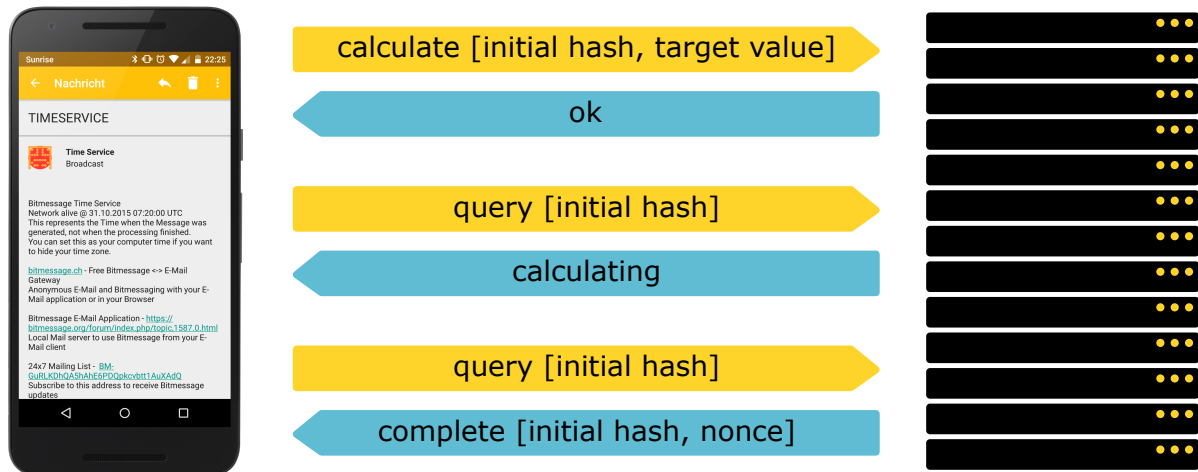 Sunrise 22:25
Nachricht
TIMESERVICE
Time Service
Broadcast
Bitmessage Time Service
Network alive @ 31.10.2015 07:20:00 UTC
This represents the Time when the Message was
generated, not when the processing finished.
You can set this as your computer time if you want
to hide your time zone.
bitmessage.ch - Free Bitmessage <-> E-Mail
Gateway
Anonymous E-Mail and Bitmessaging with your E-
Mail application or in your Browser
Bitmessage E-Mail Application - https://
bitmessage.org/forum/index.php/topic,1587.0.html
Local Mail server to use Bitmessage from your E-
Mail client
24x7 Mailing List - BM-
GuRLKDhQA5hAhE6PDQpkcvbtt1AuXAdQ
Subscribe to this address to receive Bitmessage
updates
calculate [initial hash, target value]
ok
query [initial hash]
calculating
query [initial hash]
complete [initial hash, nonce]